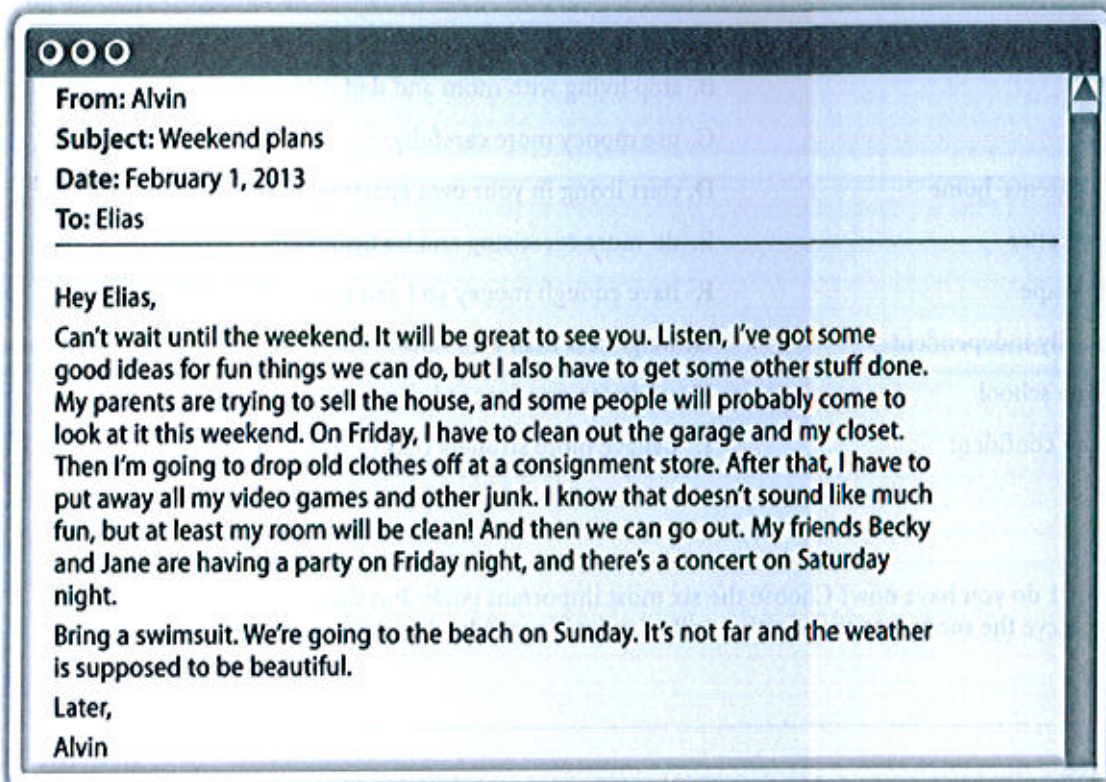 From: Alvin
Subject: Weekend plans
Date: February 1, 2013
To: Elias
Hey Elias,
Can't wait until the weekend. It will be great to see you. Listen, I've got some
good ideas for fun things we can do, but I also have to get some other stuff done.
My parents are trying to sell the house, and some people will probably come to
look at it this weekend. On Friday, I have to clean out the garage and my closet.
Then I'm going to drop old clothes off at a consignment store. After that, I have to
put away all my video games and other junk. I know that doesn't sound like much
fun, but at least my room will be clean! And then we can go out. My friends Becky
and Jane are having a party on Friday night, and there's a concert on Saturday
night.
Bring a swimsuit. We're going to the beach on Sunday. It's not far and the weather
is supposed to be beautiful.
Later,
Alvin